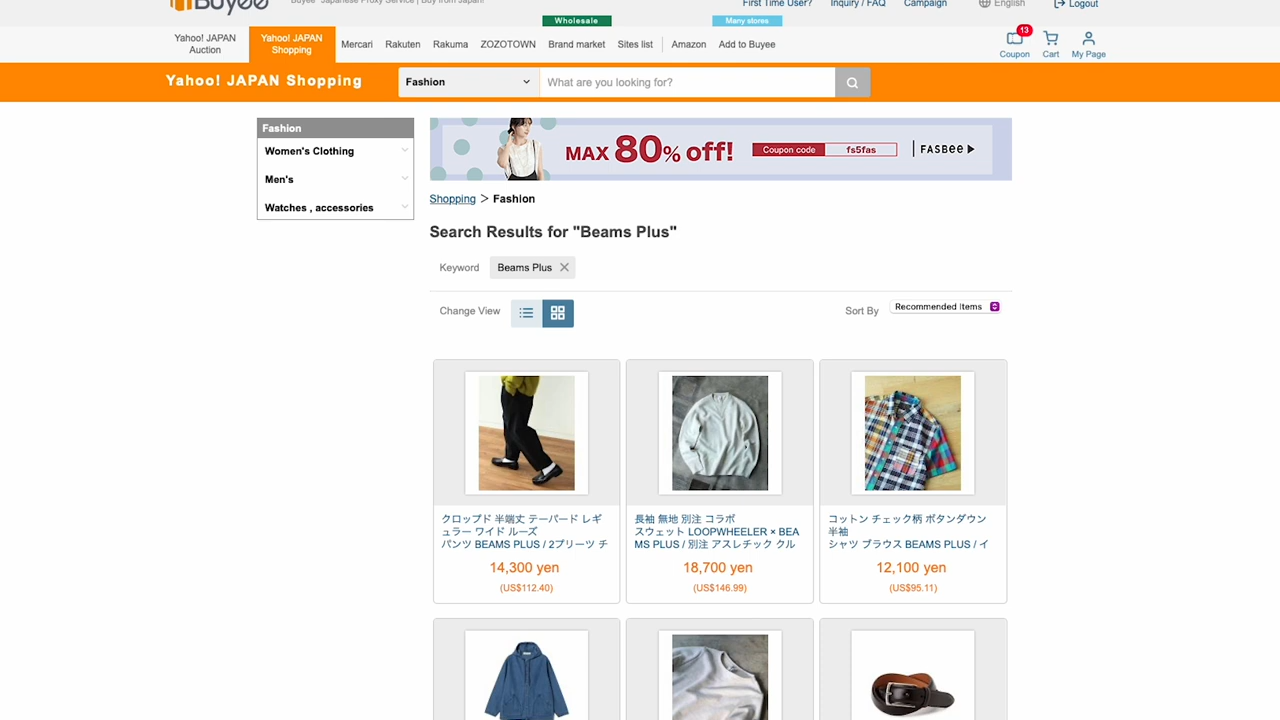 Buyee
Buyee "Japanese Proxy Service | Buy from Japan!"
First Time User?
Inquiry / FAQ
Campaign
English
Logout
Wholesale
Many stores
Yahoo! JAPAN
Auction
Yahoo! JAPAN
Shopping
Mercari
Rakuten
Rakuma
ZOZOTOWN
Brand market
Sites list
Amazon
Add to Buyee
13
Coupon
Cart
My Page
Yahoo! JAPAN Shopping
Fashion
What are you looking for?
Fashion
Women's Clothing
Men's
Watches , accessories
MAX 80% off!
Coupon code
fs5fas
FASBEE
Shopping > Fashion
Search Results for "Beams Plus"
Keyword
Beams Plus
Change View
Sort By
Recommended Items
クロップド 半端丈 テーパード レギ
ュラー ワイド ルーズ
パンツ BEAMS PLUS / 2プリーツ チ
14,300 yen
(US$112.40)
長袖 無地 別注 コラボ
スウェット LOOPWHEELER × BEA
MS PLUS / 別注 アスレチック クル
18,700 yen
(US$146.99)
コットン チェック柄 ボタンダウン
半袖
シャツ ブラウス BEAMS PLUS / イ
12,100 yen
(US$95.11)